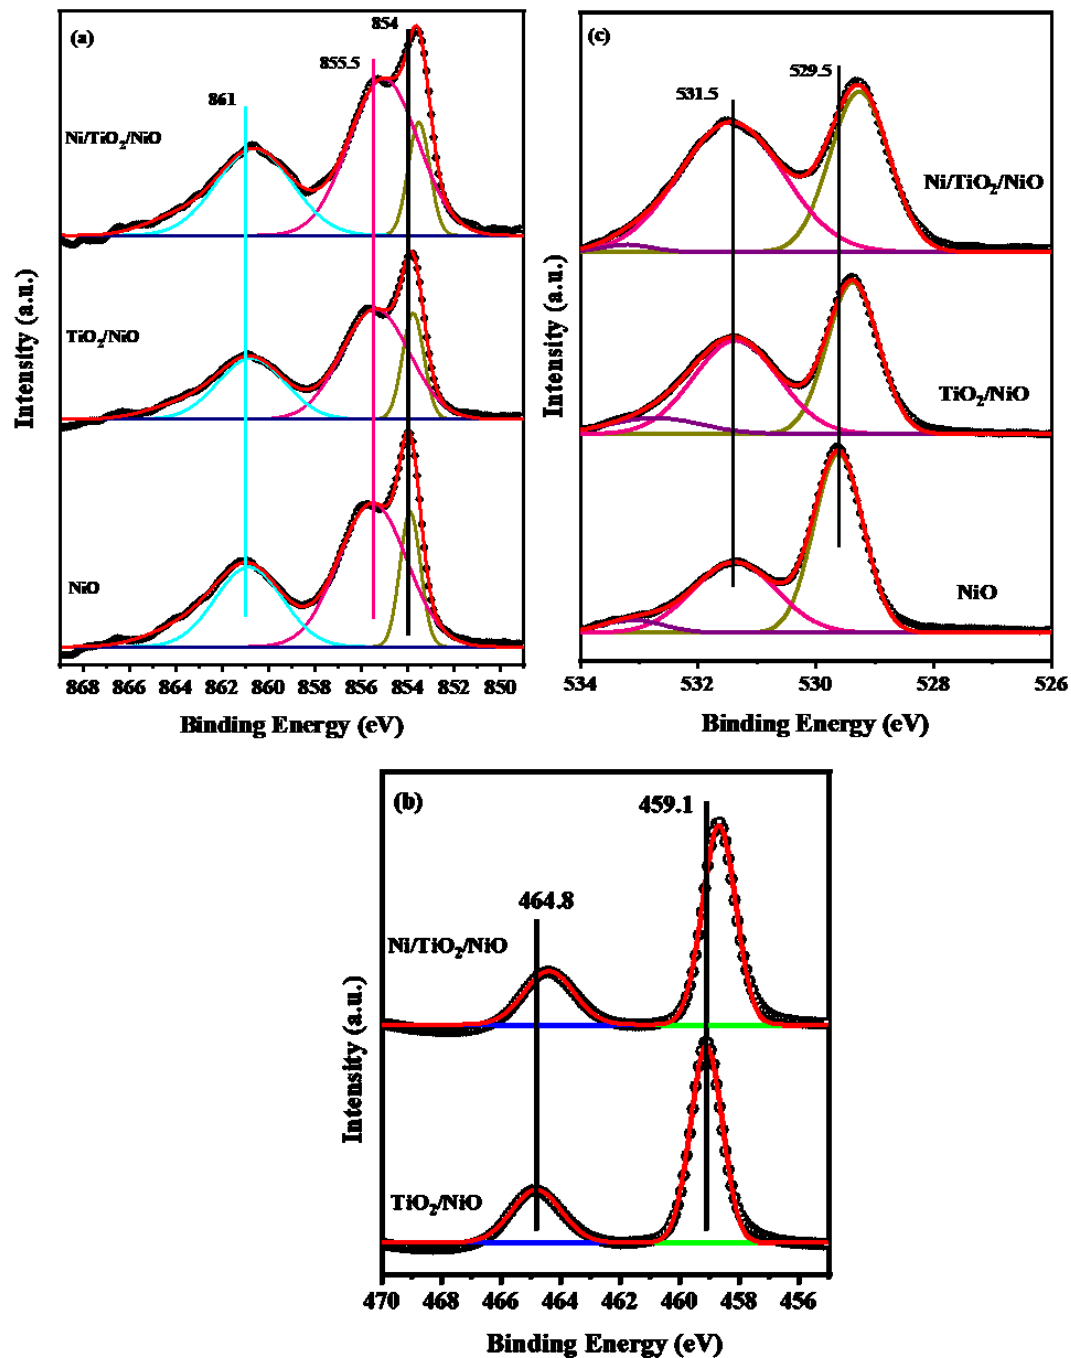 (a)
854
855.5
861
Ni/TiO₂/NiO
TiO₂/NiO
NiO
Intensity (a.u.)
868 866 864 862 860 858 856 854 852 850
Binding Energy (eV)
(c)
529.5
531.5
Ni/TiO₂/NiO
TiO₂/NiO
NiO
Intensity (a.u.)
534 532 530 528 526
Binding Energy (eV)
(b)
459.1
464.8
Ni/TiO₂/NiO
TiO₂/NiO
Intensity (a.u.)
470 468 466 464 462 460 458 456
Binding Energy (eV)